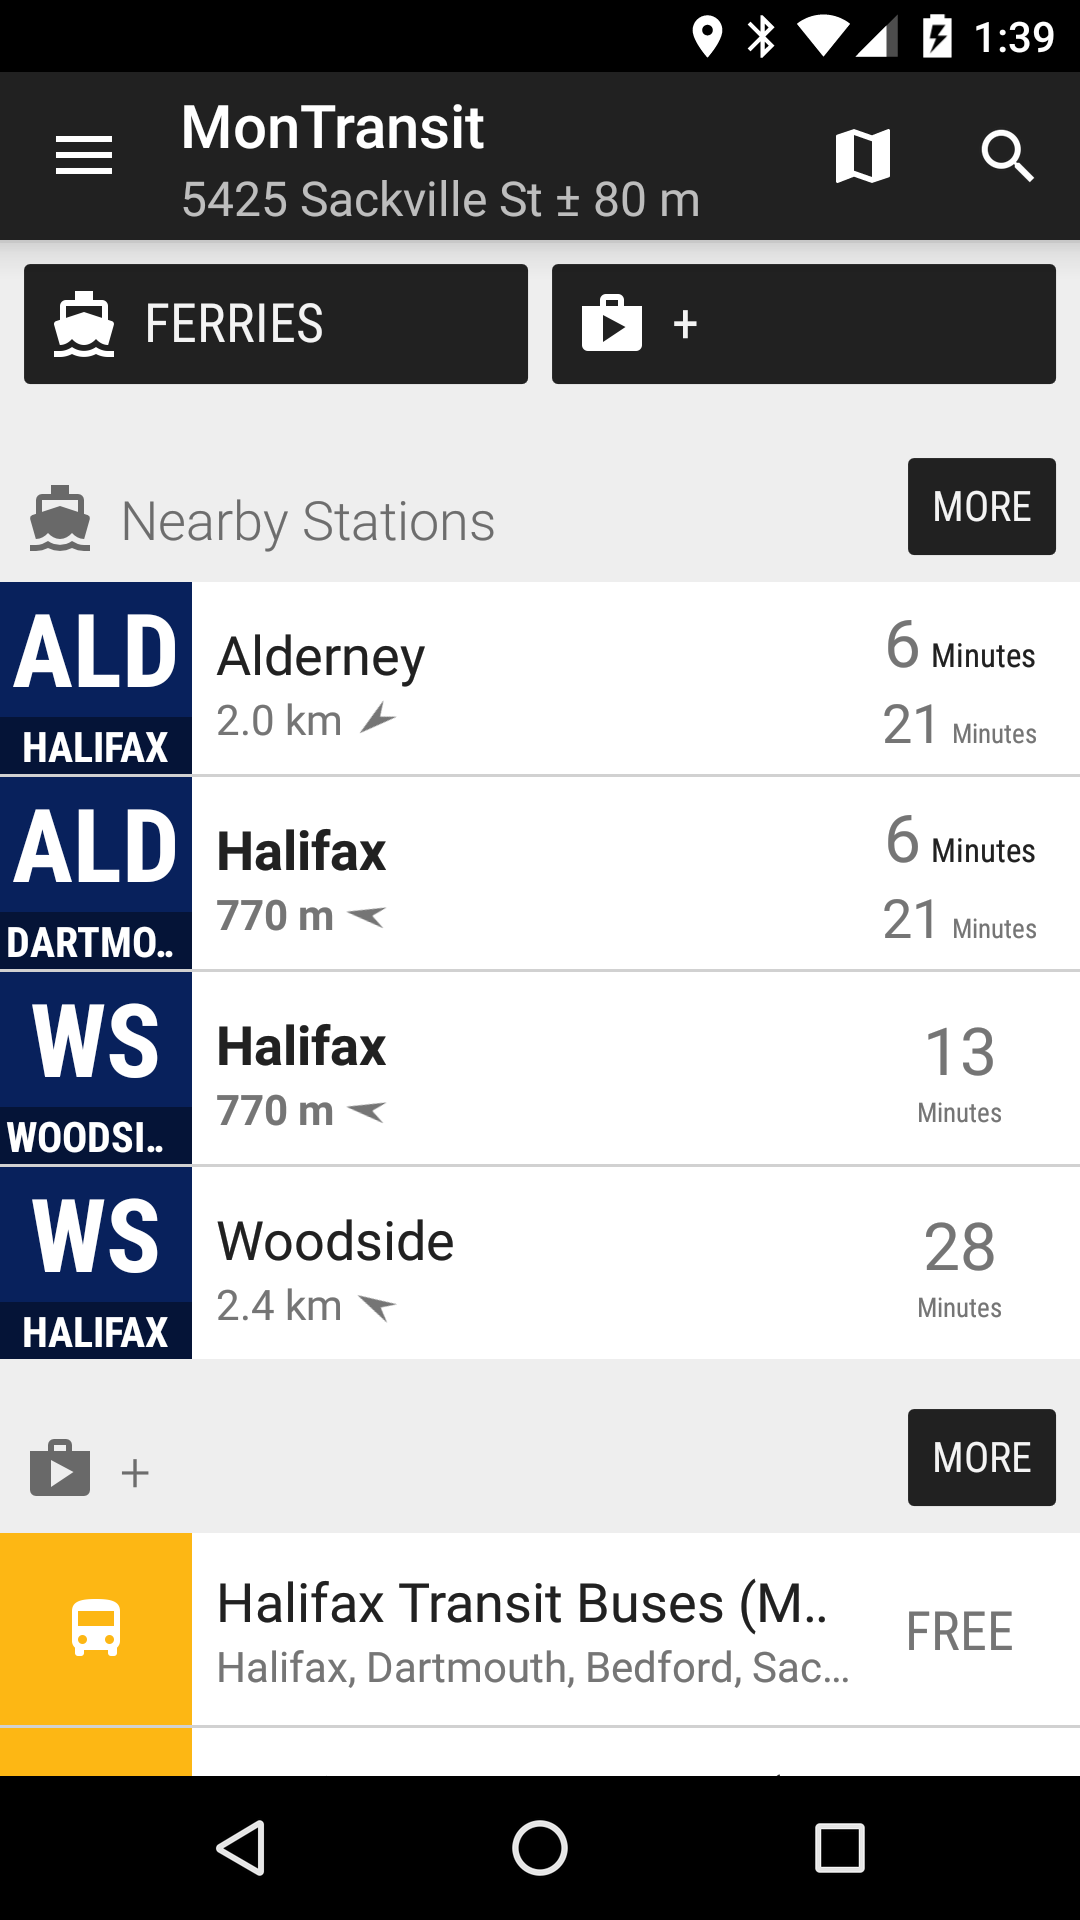 1:39
MonTransit
5425 Sackville St ± 80 m
FERRIES
+
Nearby Stations
MORE
ALD
HALIFAX
Alderney
2.0 km
6 Minutes
21 Minutes
ALD
DARTMO..
Halifax
770 m
6 Minutes
21 Minutes
WS
WOODSI..
Halifax
770 m
13
Minutes
WS
HALIFAX
Woodside
2.4 km
28
Minutes
+
MORE
Halifax Transit Buses (M..
Halifax, Dartmouth, Bedford, Sac...
FREE